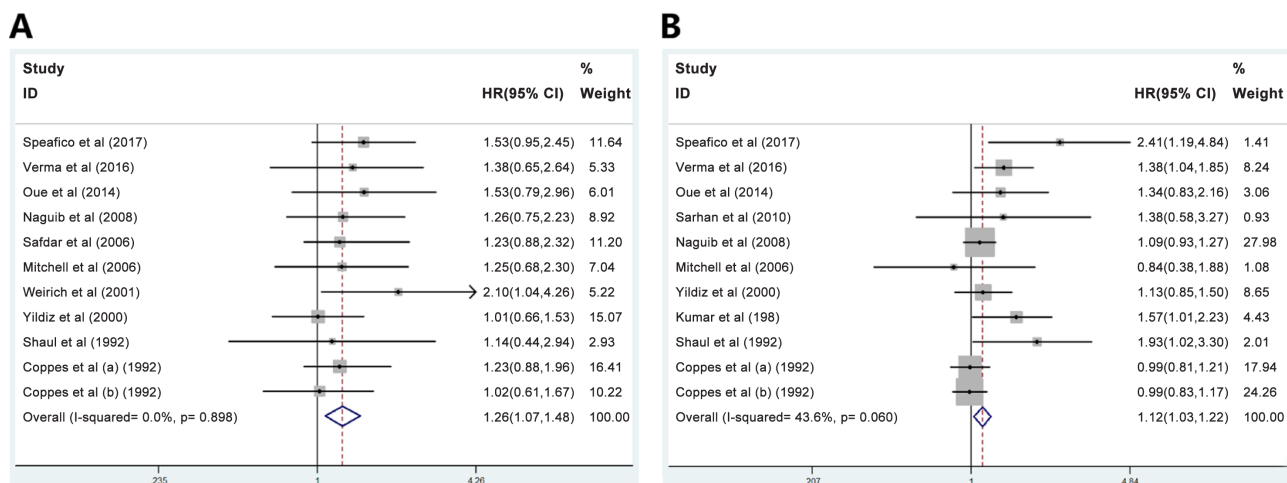 A
Study %
ID HR(95% CI) Weight
Speafico et al (2017) 1.53(0.95,2.45) 11.64
Verma et al (2016) 1.38(0.65,2.64) 5.33
Oue et al (2014) 1.53(0.79,2.96) 6.01
Naguib et al (2008) 1.26(0.75,2.23) 8.92
Safdar et al (2006) 1.23(0.88,2.32) 11.20
Mitchell et al (2006) 1.25(0.68,2.30) 7.04
Weirich et al (2001) 2.10(1.04,4.26) 5.22
Yildiz et al (2000) 1.01(0.66,1.53) 15.07
Shaul et al (1992) 1.14(0.44,2.94) 2.93
Coppes et al (a) (1992) 1.23(0.88,1.96) 16.41
Coppes et al (b) (1992) 1.02(0.61,1.67) 10.22
Overall (I-squared= 0.0%, p= 0.898) 1.26(1.07,1.48) 100.00
.235 1 4.26
B
Study %
ID HR(95% CI) Weight
Speafico et al (2017) 2.41(1.19,4.84) 1.41
Verma et al (2016) 1.38(1.04,1.85) 8.24
Oue et al (2014) 1.34(0.83,2.16) 3.06
Sarhan et al (2010) 1.38(0.58,3.27) 0.93
Naguib et al (2008) 1.09(0.93,1.27) 27.98
Mitchell et al (2006) 0.84(0.38,1.88) 1.08
Yildiz et al (2000) 1.13(0.85,1.50) 8.65
Kumar et al (198) 1.57(1.01,2.23) 4.43
Shaul et al (1992) 1.93(1.02,3.30) 2.01
Coppes et al (a) (1992) 0.99(0.81,1.21) 17.94
Coppes et al (b) (1992) 0.99(0.83,1.17) 24.26
Overall (I-squared= 43.6%, p= 0.060) 1.12(1.03,1.22) 100.00
.207 1 4.84